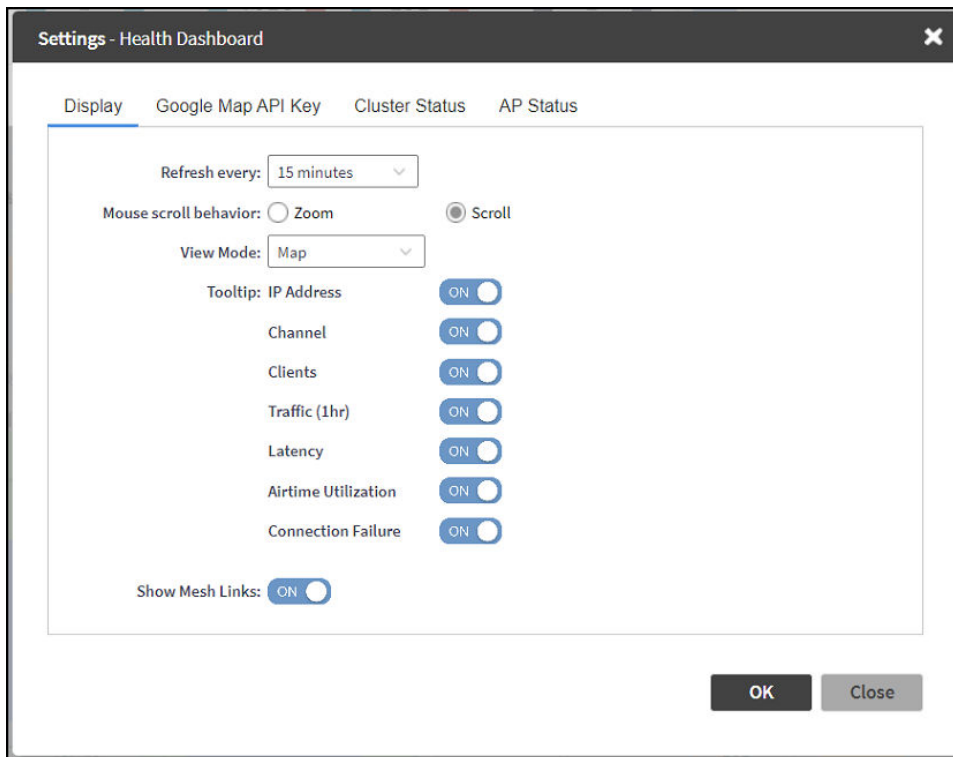 Settings - Health Dashboard
Display Google Map API Key Cluster Status AP Status
Refresh every: 15 minutes
Mouse scroll behavior: Zoom Scroll
View Mode: Map
Tooltip: IP Address ON
Channel ON
Clients ON
Traffic (1hr) ON
Latency ON
Airtime Utilization ON
Connection Failure ON
Show Mesh Links: ON
OK Close